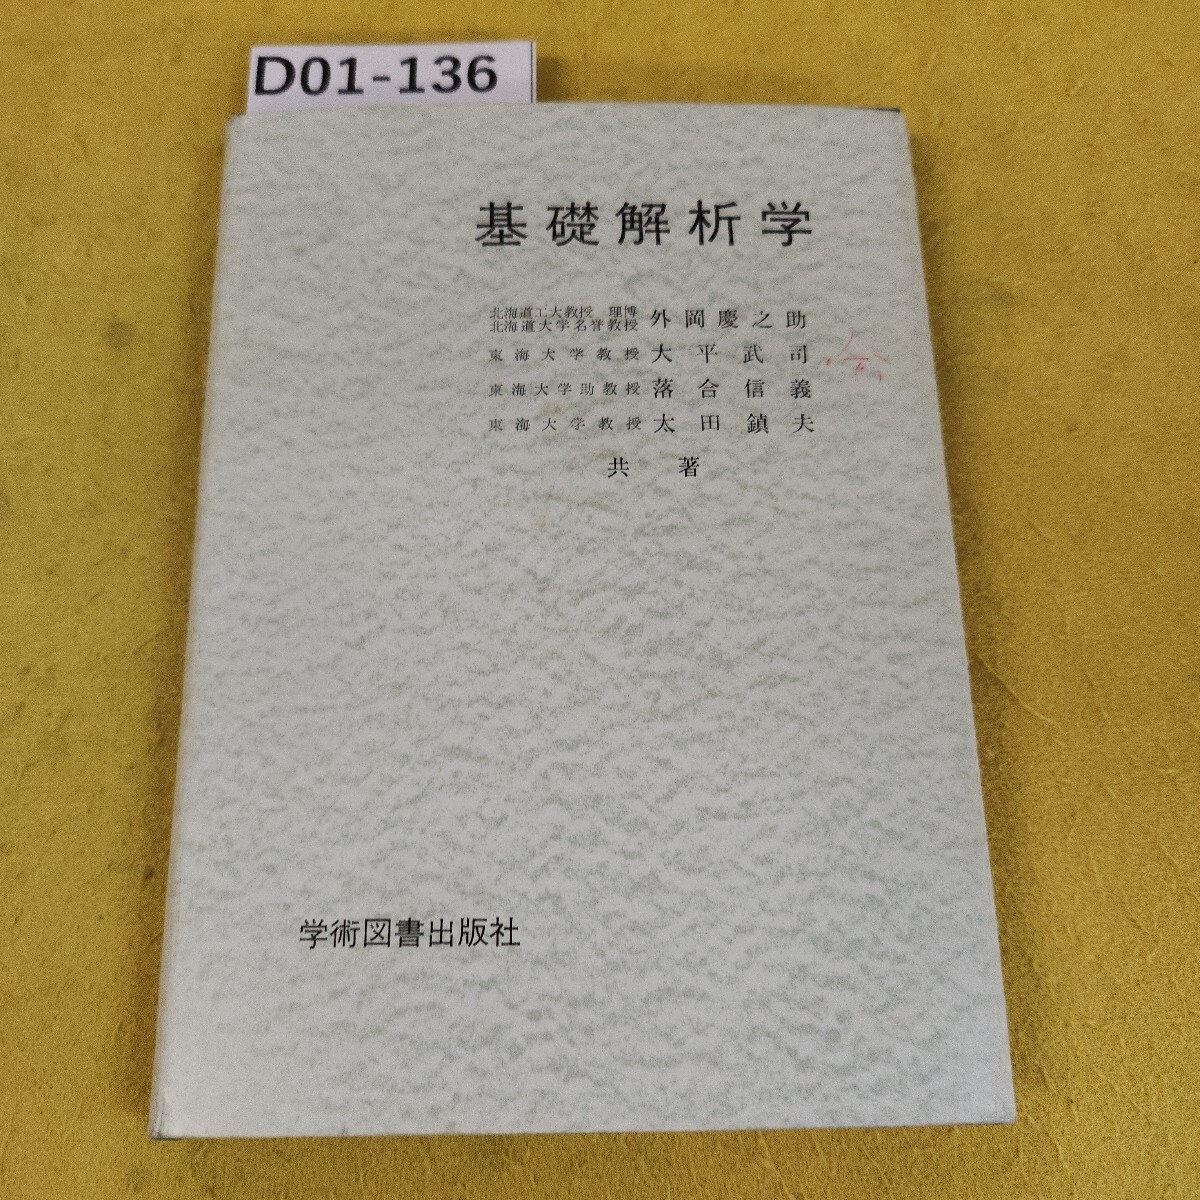 D01-136
基礎解析学
北海道工大教授 理博
北海道大学名誉教授 外岡慶之助
東海大学教授 大平武司
東海大学助教授 落合信義
東海大学教授 太田鎮夫
共著
学術図書出版社